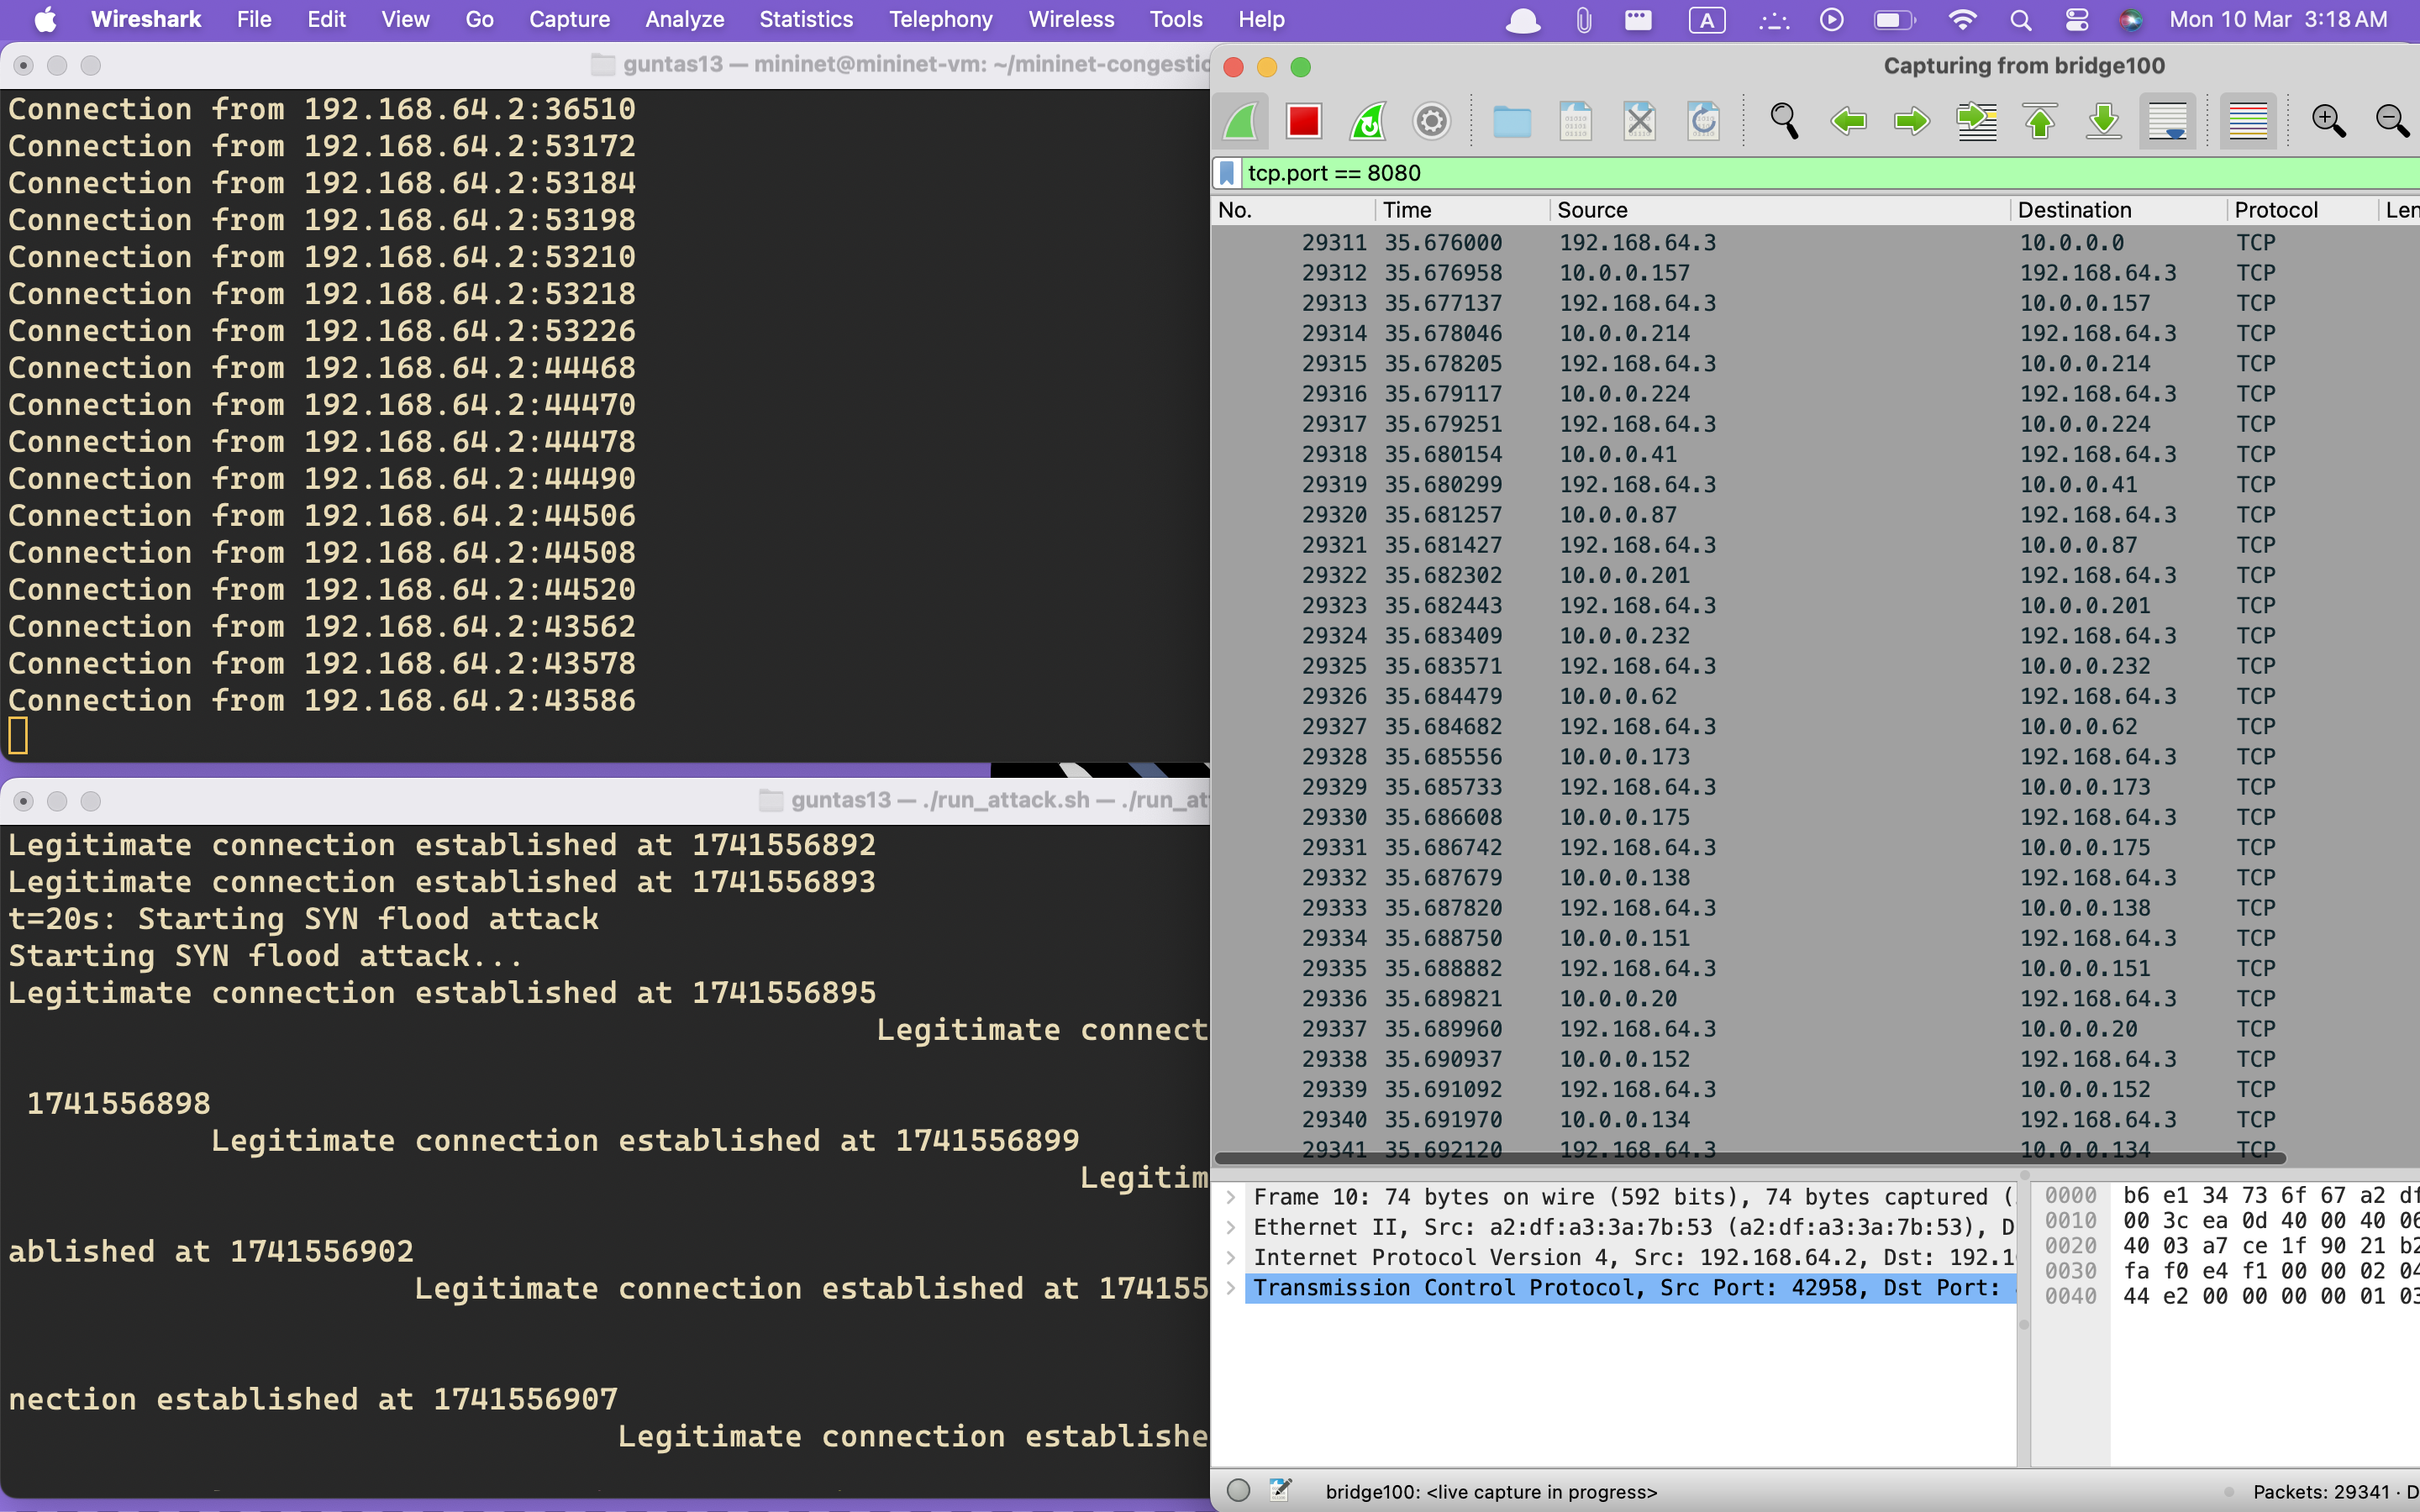 Wireshark File Edit View Go Capture Analyze Statistics Telephony Wireless Tools Help A Mon 10 Mar 3:18 AM
guntas13 — mininet@mininet-vm: ~/mininet-congestic
Connection from 192.168.64.2:36510
Connection from 192.168.64.2:53172
Connection from 192.168.64.2:53184
Connection from 192.168.64.2:53198
Connection from 192.168.64.2:53210
Connection from 192.168.64.2:53218
Connection from 192.168.64.2:53226
Connection from 192.168.64.2:44468
Connection from 192.168.64.2:44470
Connection from 192.168.64.2:44478
Connection from 192.168.64.2:44490
Connection from 192.168.64.2:44506
Connection from 192.168.64.2:44508
Connection from 192.168.64.2:44520
Connection from 192.168.64.2:43562
Connection from 192.168.64.2:43578
Connection from 192.168.64.2:43586
guntas13 — ./run_attack.sh — ./run_at
Legitimate connection established at 1741556892
Legitimate connection established at 1741556893
t=20s: Starting SYN flood attack
Starting SYN flood attack...
Legitimate connection established at 1741556895
Legitimate connect
1741556898
Legitimate connection established at 1741556899
Legitim
ablished at 1741556902
Legitimate connection established at 174155
nection established at 1741556907
Legitimate connection establishe
Capturing from bridge100
tcp.port == 8080
No. Time Source Destination Protocol Len
29311 35.676000 192.168.64.3 10.0.0.0 TCP
29312 35.676958 10.0.0.157 192.168.64.3 TCP
29313 35.677137 192.168.64.3 10.0.0.157 TCP
29314 35.678046 10.0.0.214 192.168.64.3 TCP
29315 35.678205 192.168.64.3 10.0.0.214 TCP
29316 35.679117 10.0.0.224 192.168.64.3 TCP
29317 35.679251 192.168.64.3 10.0.0.224 TCP
29318 35.680154 10.0.0.41 192.168.64.3 TCP
29319 35.680299 192.168.64.3 10.0.0.41 TCP
29320 35.681257 10.0.0.87 192.168.64.3 TCP
29321 35.681427 192.168.64.3 10.0.0.87 TCP
29322 35.682302 10.0.0.201 192.168.64.3 TCP
29323 35.682443 192.168.64.3 10.0.0.201 TCP
29324 35.683409 10.0.0.232 192.168.64.3 TCP
29325 35.683571 192.168.64.3 10.0.0.232 TCP
29326 35.684479 10.0.0.62 192.168.64.3 TCP
29327 35.684682 192.168.64.3 10.0.0.62 TCP
29328 35.685556 10.0.0.173 192.168.64.3 TCP
29329 35.685733 192.168.64.3 10.0.0.173 TCP
29330 35.686608 10.0.0.175 192.168.64.3 TCP
29331 35.686742 192.168.64.3 10.0.0.175 TCP
29332 35.687679 10.0.0.138 192.168.64.3 TCP
29333 35.687820 192.168.64.3 10.0.0.138 TCP
29334 35.688750 10.0.0.151 192.168.64.3 TCP
29335 35.688882 192.168.64.3 10.0.0.151 TCP
29336 35.689821 10.0.0.20 192.168.64.3 TCP
29337 35.689960 192.168.64.3 10.0.0.20 TCP
29338 35.690937 10.0.0.152 192.168.64.3 TCP
29339 35.691092 192.168.64.3 10.0.0.152 TCP
29340 35.691970 10.0.0.134 192.168.64.3 TCP
29341 35.692120 192.168.64.3 10.0.0.134 TCP
Frame 10: 74 bytes on wire (592 bits), 74 bytes captured (
Ethernet II, Src: a2:df:a3:3a:7b:53 (a2:df:a3:3a:7b:53), D
Internet Protocol Version 4, Src: 192.168.64.2, Dst: 192.1
Transmission Control Protocol, Src Port: 42958, Dst Port:
0000 b6 e1 34 73 6f 67 a2 df
0010 00 3c ea 0d 40 00 40 06
0020 40 03 a7 ce 1f 90 21 b2
0030 fa f0 e4 f1 00 00 02 04
0040 44 e2 00 00 00 00 01 03
bridge100: <live capture in progress>
Packets: 29341 · D